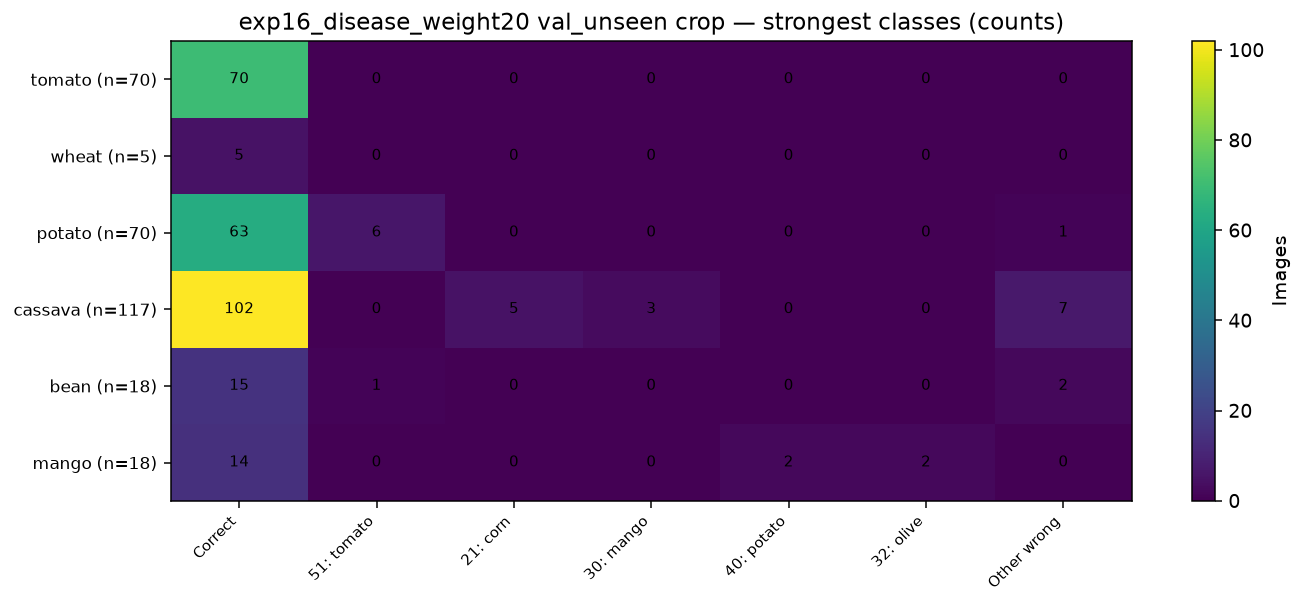 exp16_disease_weight20 val_unseen crop — strongest classes (counts)
tomato (n=70) 70 0 0 0 0 0 0
wheat (n=5) 5 0 0 0 0 0 0
potato (n=70) 63 6 0 0 0 0 1
cassava (n=117) 102 0 5 3 0 0 7
bean (n=18) 15 1 0 0 0 0 2
mango (n=18) 14 0 0 0 2 2 0
Correct
51: tomato
21: corn
30: mango
40: potato
32: olive
Other wrong
100
80
60
40
20
0
Images